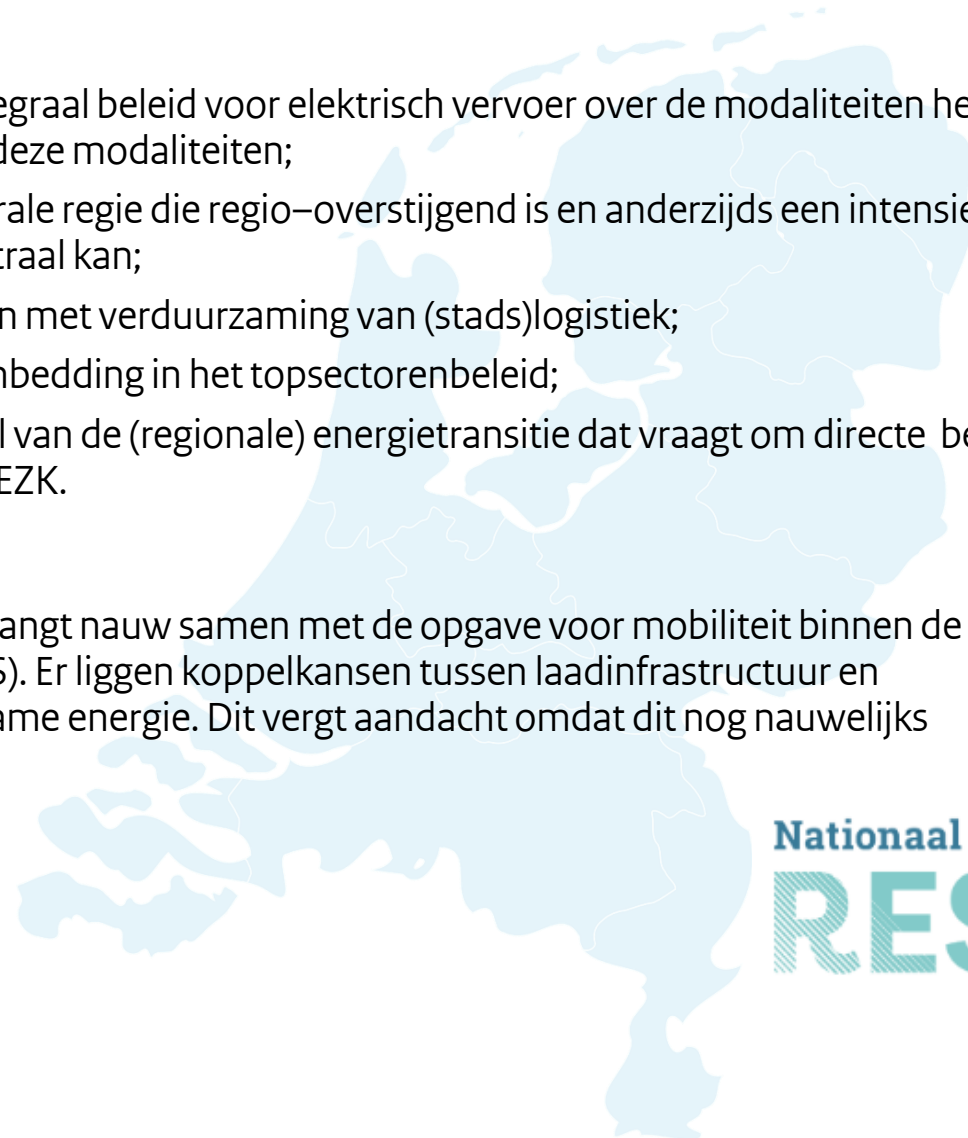 egraal beleid voor elektrisch vervoer over de modaliteiten he
deze modaliteiten;
rale regie die regio–overstijgend is en anderzijds een intensie
traal kan;
n met verduurzaming van (stads)logistiek;
nbedding in het topsectorenbeleid;
l van de (regionale) energietransitie dat vraagt om directe be
EZK.
angt nauw samen met de opgave voor mobiliteit binnen de
S). Er liggen koppelkansen tussen laadinfrastructuur en
ame energie. Dit vergt aandacht omdat dit nog nauwelijks
Nationaal
RES